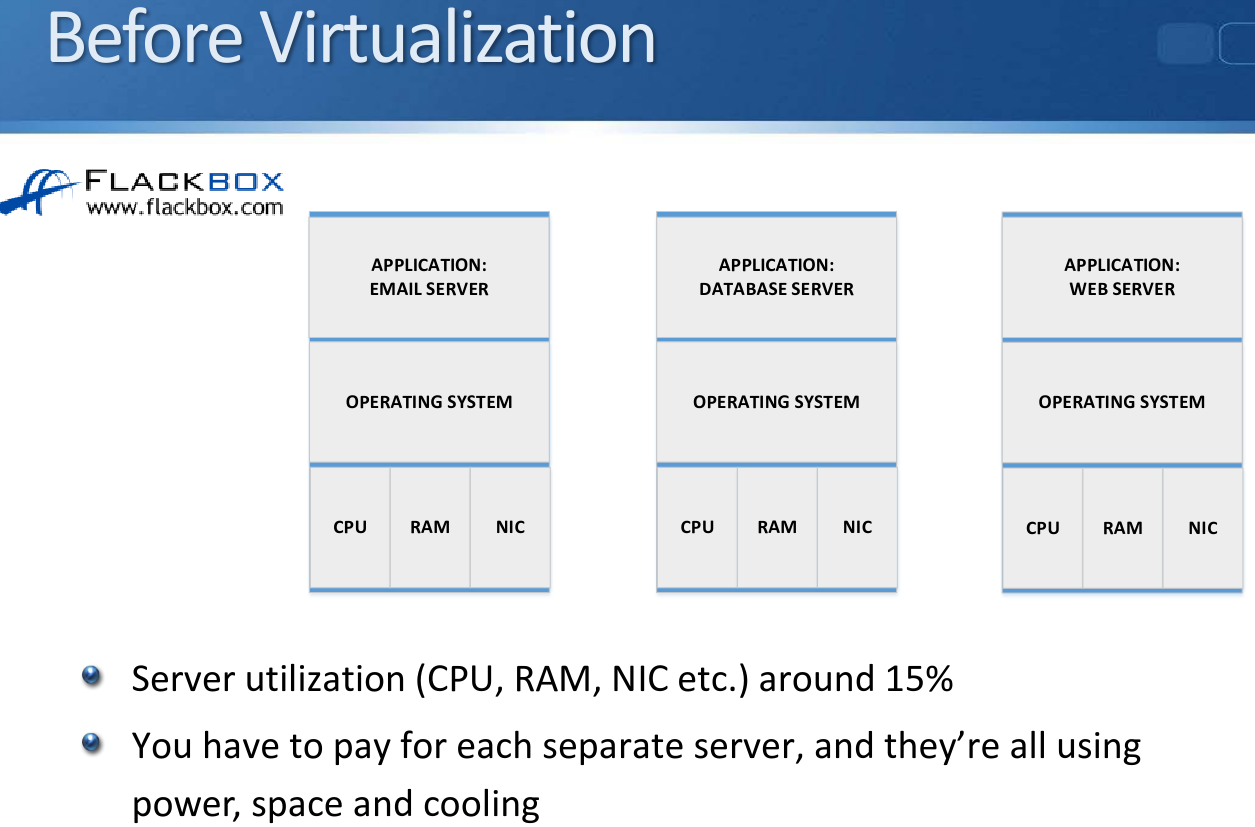 Before Virtualization
FLACKBOX
www.flackbox.com
APPLICATION:
EMAIL SERVER
APPLICATION:
DATABASE SERVER
APPLICATION:
WEB SERVER
OPERATING SYSTEM
OPERATING SYSTEM
OPERATING SYSTEM
CPU RAM NIC
CPU RAM NIC
CPU RAM NIC
Server utilization (CPU, RAM, NIC etc.) around 15%
You have to pay for each separate server, and they’re all using
power, space and cooling